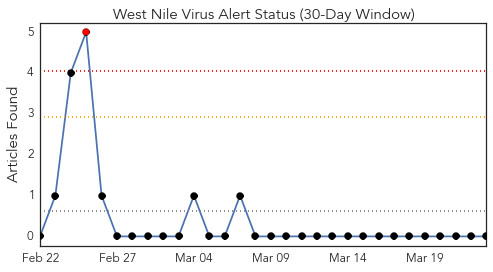 West Nile Virus Alert Status (30-Day Window)
Articles Found
5
4
3
2
1
0
Feb 22
Feb 27
Mar 04
Mar 09
Mar 14
Mar 19